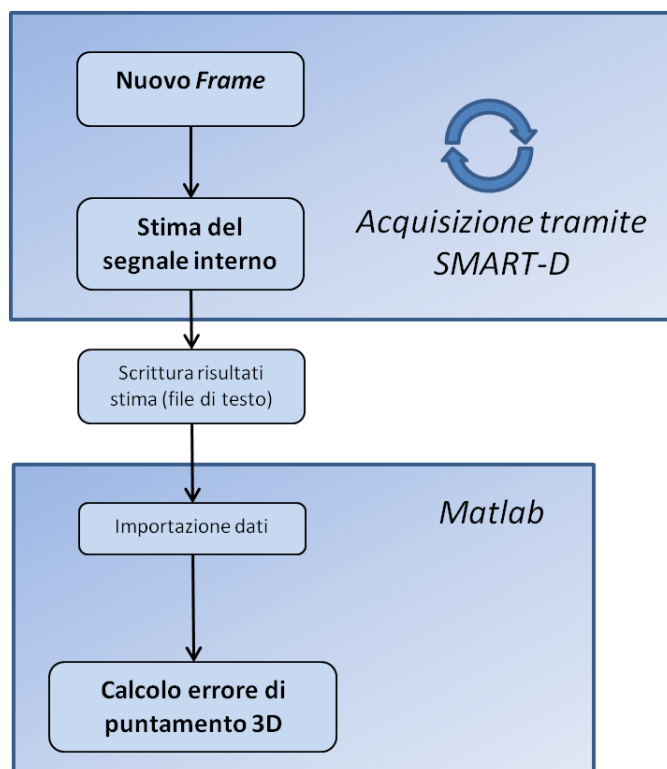 Nuovo Frame
Stima del
segnale interno
Acquisizione tramite
SMART-D
Scrittura risultati
stima (file di testo)
Importazione dati
Matlab
Calcolo errore di
puntamento 3D